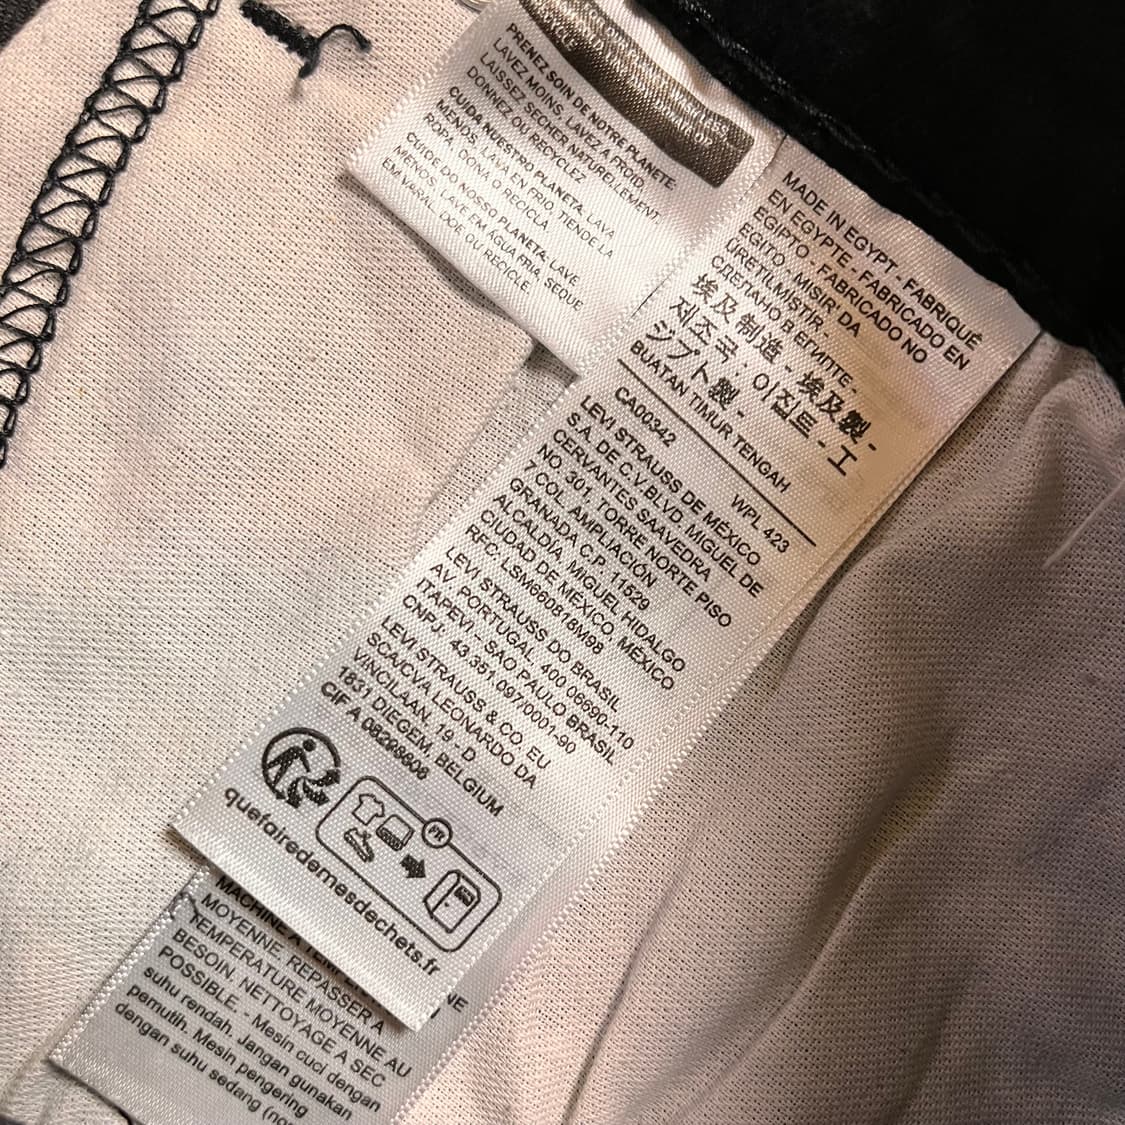 PRENEZ SOIN DE NOTRE PLANETE:
LAVEZ MOINS, LAVEZ A FROID,
LAISSEZ SECHER NATURELLEMENT
DONNEZ OU RECYCLEZ
CUIDA NUESTRO PLANETA. LAVA
MENOS, LAVA EN FRIO, TIENDE LA
ROPA, DONA O RECICLA.
CUIDE DO NOSSO PLANETA. LAVE
MENOS, LAVE EM ÁGUA FRIA, SEQUE
EM VARAL, DOE OU RECICLE.
MADE IN EGYPT - FABRIQUÉ
EN EGYPTE - FABRICADO EN
EGIPTO - FABRICADO NO
EGITO - MISIR' DA
ÜRETİLMİSTİR -
СДЕЛАНО В ЕГИПТЕ -
埃及 制造 - 埃及製 -
제조국 : 이집트 - エ
ジプト製 -
BUATAN TIMUR TENGAH
CA00342 WPL 423
LEVI STRAUSS DE MÉXICO
S.A. DE C.V BLVD. MIGUEL DE
CERVANTES SAAVEDRA
NO. 301, TORRE NORTE PISO
7 COL. AMPLIACIÓN
GRANADA C.P. 11529
ALCALDÍA. MIGUEL HIDALGO
CIUDAD DE MÉXICO, MÉXICO
RFC: LSM660818M98
LEVI STRAUSS DO BRASIL
AV. PORTUGAL, 400 06690-110
ITAPEVI – SAO PAULO BRASIL
CNPJ: 43.351.097/0001-90
LEVI STRAUSS & CO. EU
SCA/CVA LEONARDO DA
VINCILAAN, 19 - D
1831 DIEGEM, BELGIUM
CIF A 08298806
FR
quefairedemesdechets.fr
MACHINE A
MOYENNE. REPASSER A
TEMPERATURE MOYENNE AU
BESOIN. NETTOYAGE A SEC
POSSIBLE. - Mesin cuci dengan
suhu rendah. Jangan gunakan
pemutih. Mesin pengering
dengan suhu sedang